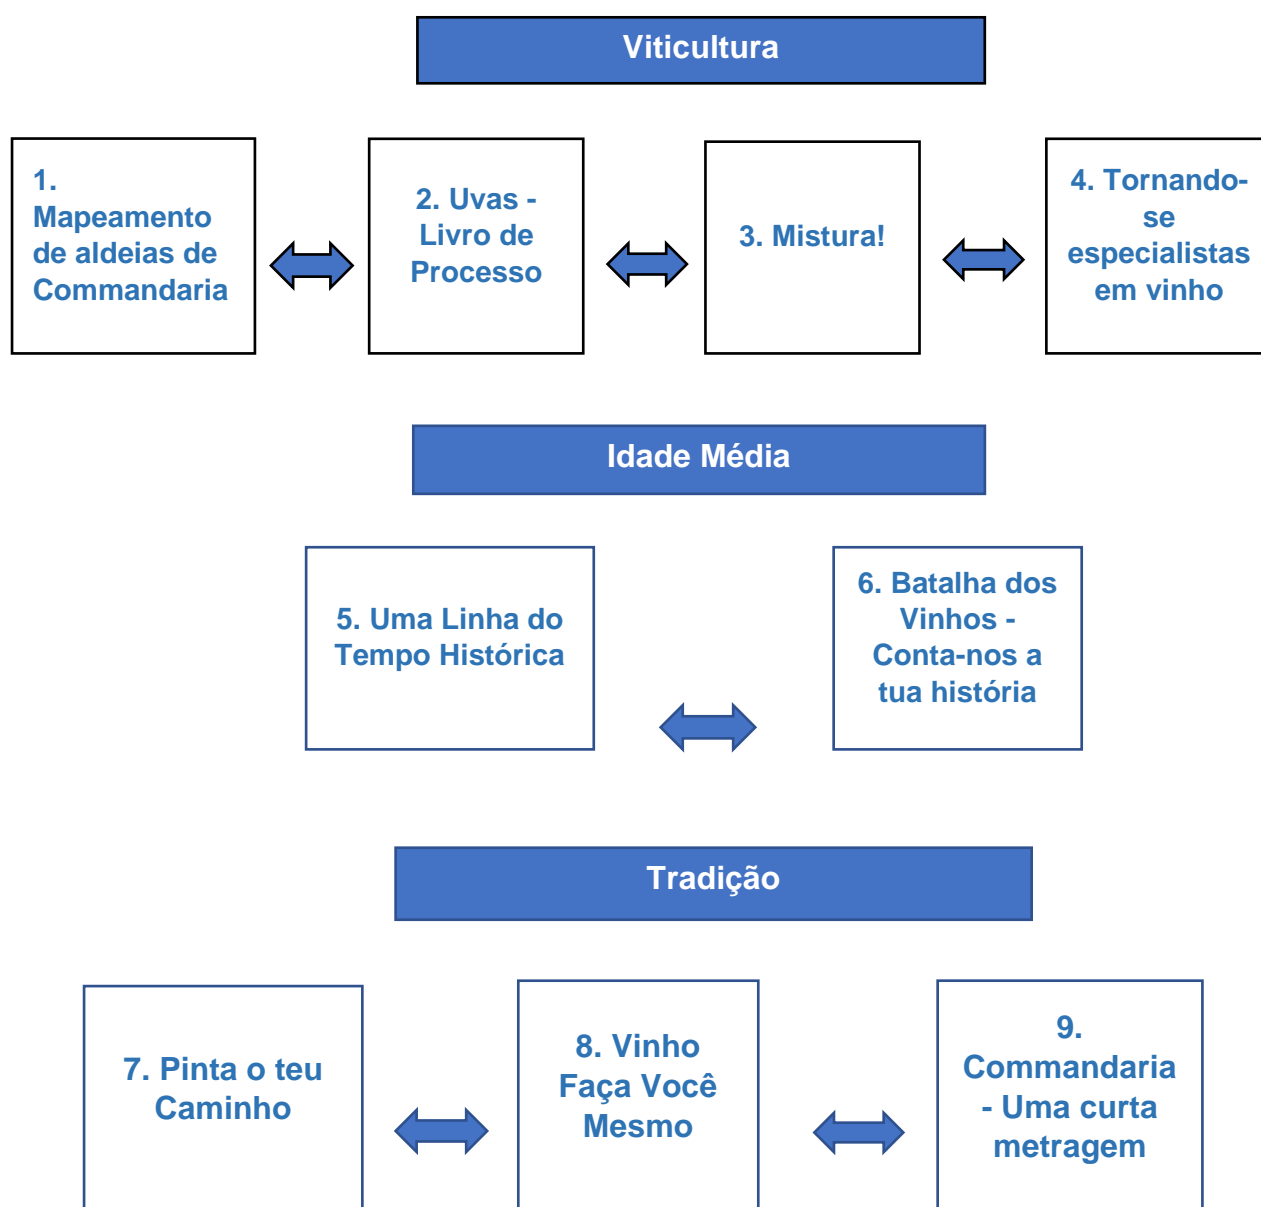 Viticultura
1.
Mapeamento
de aldeias de
Commandaria
2. Uvas -
Livro de
Processo
3. Mistura!
4. Tornando-
se
especialistas
em vinho
Idade Média
5. Uma Linha do
Tempo Histórica
6. Batalha dos
Vinhos -
Conta-nos a
tua história
Tradição
7. Pinta o teu
Caminho
8. Vinho
Faça Você
Mesmo
9.
Commandaria
- Uma curta
metragem